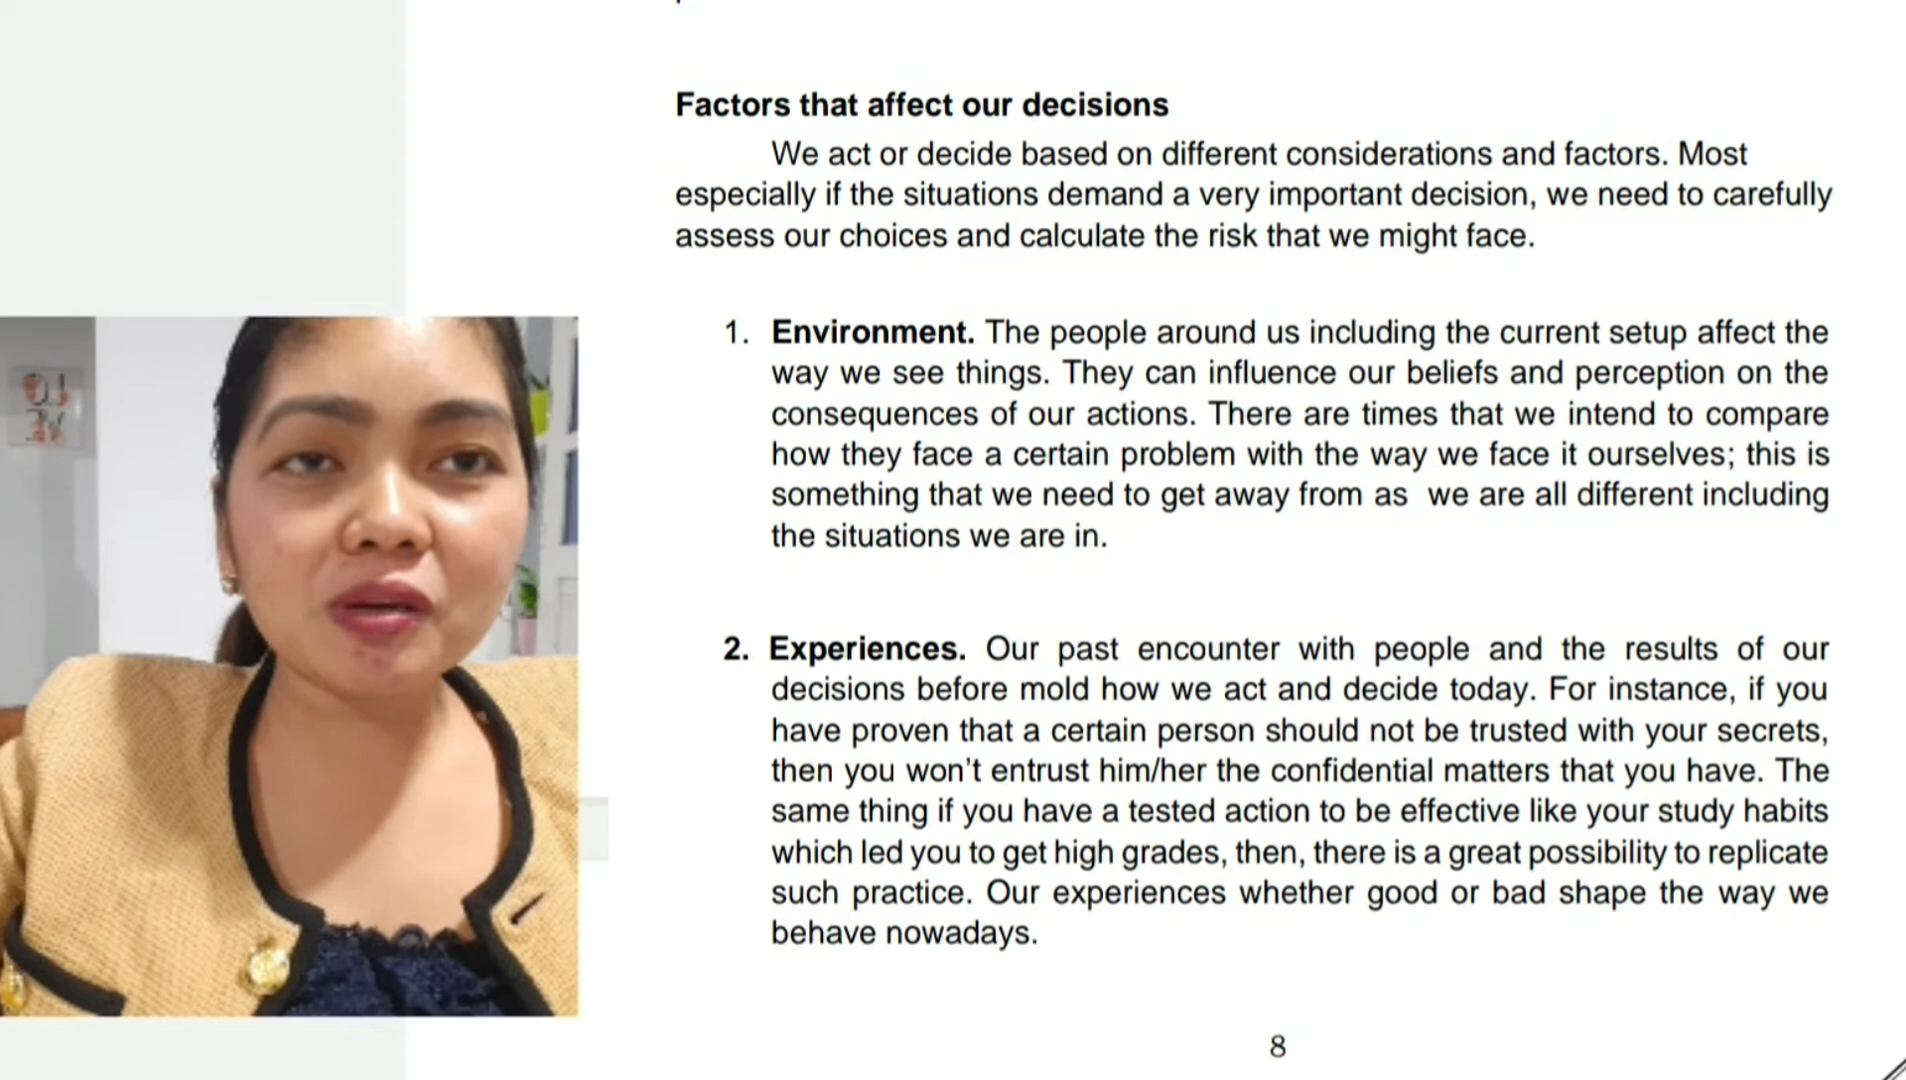 Factors that affect our decisions
We act or decide based on different considerations and factors. Most
especially if the situations demand a very important decision, we need to carefully
assess our choices and calculate the risk that we might face.
1. Environment. The people around us including the current setup affect the
way we see things. They can influence our beliefs and perception on the
consequences of our actions. There are times that we intend to compare
how they face a certain problem with the way we face it ourselves; this is
something that we need to get away from as we are all different including
the situations we are in.
2. Experiences. Our past encounter with people and the results of our
decisions before mold how we act and decide today. For instance, if you
have proven that a certain person should not be trusted with your secrets,
then you won't entrust him/her the confidential matters that you have. The
same thing if you have a tested action to be effective like your study habits
which led you to get high grades, then, there is a great possibility to replicate
such practice. Our experiences whether good or bad shape the way we
behave nowadays.
8